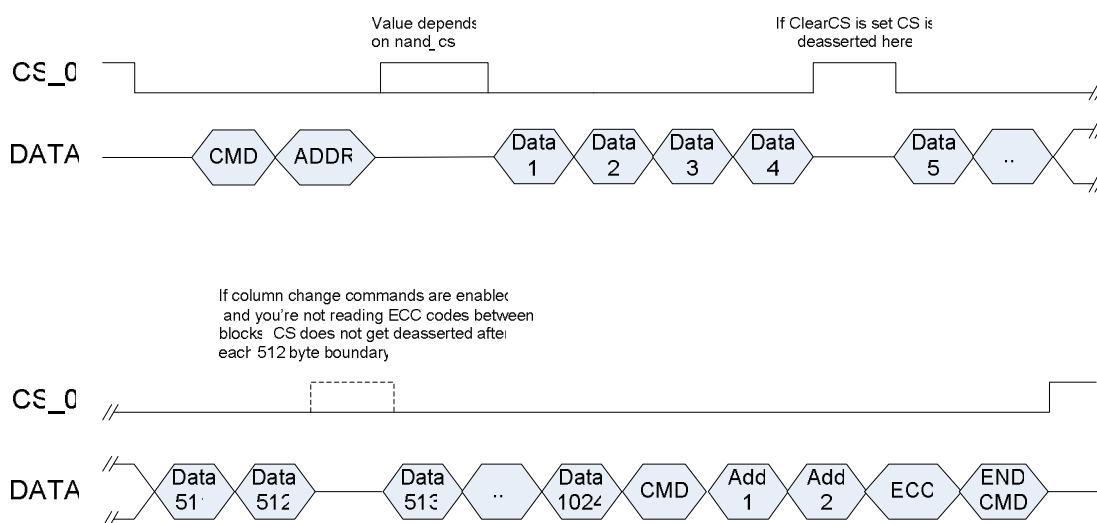 Value depends
on nand_cs
If ClearCS is set CS is
deasserted here
CS_0
DATA
CMD
ADDR
Data
1
Data
2
Data
3
Data
4
Data
5
..
If column change commands are enabled
and you're not reading ECC codes between
blocks CS does not get deasserted after
each 512 byte boundary
CS_0
DATA
Data
511
Data
512
Data
513
..
Data
1024
CMD
Add
1
Add
2
ECC
END
CMD